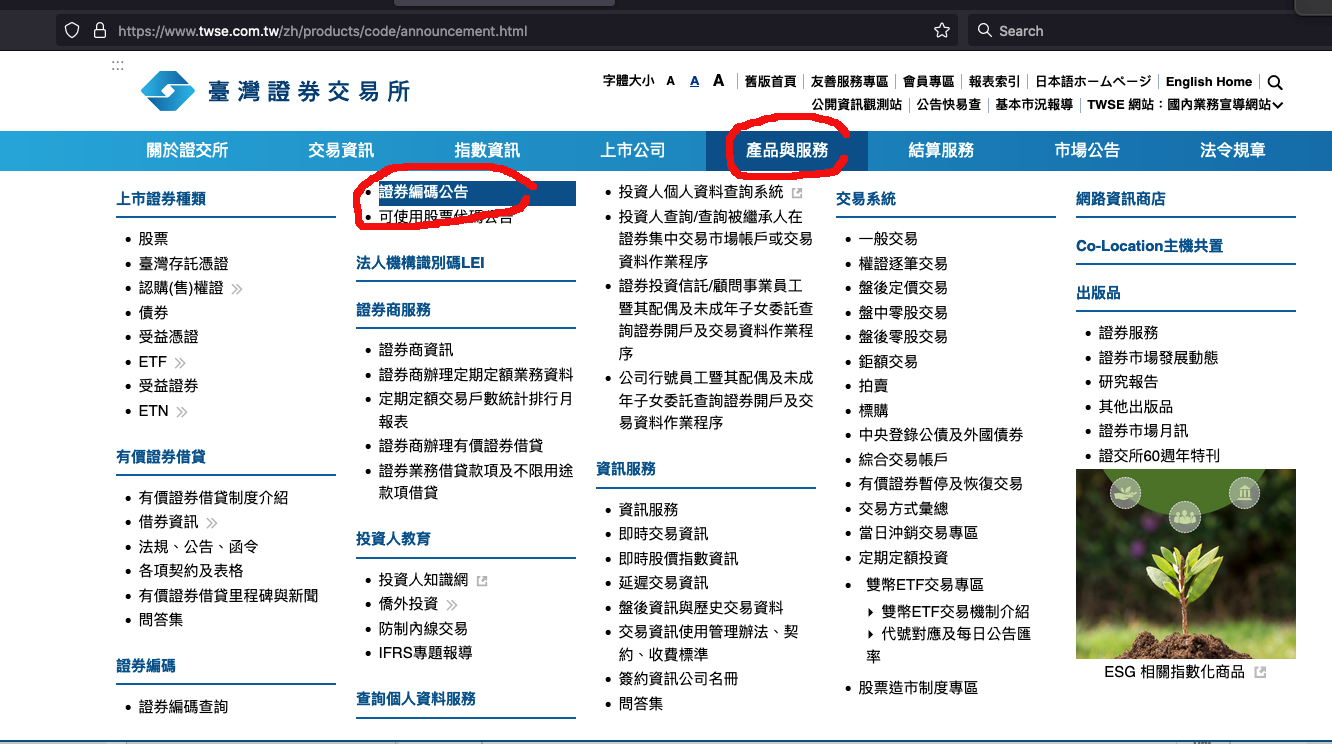 https://www.twse.com.tw/zh/products/code/announcement.html
Search
臺灣證券交易所
字體大小 A A A 舊版首頁 友善服務專區 會員專區 報表索引 日本語ホームページ English Home
公開資訊觀測站 公告快易查 基本市況報導 TWSE 網站：國內業務宣導網站
關於證交所 交易資訊 指數資訊 上市公司 產品與服務 結算服務 市場公告 法令規章
上市證券種類
股票
臺灣存託憑證
認購(售)權證
債券
受益憑證
ETF
受益證券
ETN
有價證券借貸
有價證券借貸制度介紹
借券資訊
法規、公告、函令
各項契約及表格
有價證券借貸里程碑與新聞
問答集
證券編碼
證券編碼查詢
證券編碼公告
可使用股票代碼公告
法人機構識別碼LEI
證券商服務
證券商資訊
證券商辦理定期定額業務資料
定期定額交易戶數統計排行月
報表
證券商辦理有價證券借貸
證券業務借貸款項及不限用途
款項借貸
投資人教育
投資人知識網
僑外投資
防制內線交易
IFRS專題報導
查詢個人資料服務
投資人個人資料查詢系統
投資人查詢/查詢被繼承人在
證券集中交易市場帳戶或交易
資料作業程序
證券投資信託/顧問事業員工
暨其配偶及未成年子女委託查
詢證券開戶及交易資料作業程
序
公司行號員工暨其配偶及未成
年子女委託查詢證券開戶及交
易資料作業程序
資訊服務
資訊服務
即時交易資訊
即時股價指數資訊
延遲交易資訊
盤後資訊與歷史交易資料
交易資訊使用管理辦法、契
約、收費標準
簽約資訊公司名冊
問答集
交易系統
一般交易
權證逐筆交易
盤後定價交易
盤中零股交易
盤後零股交易
鉅額交易
拍賣
標購
中央登錄公債及外國債券
綜合交易帳戶
有價證券暫停及恢復交易
交易方式彙總
當日沖銷交易專區
定期定額投資
雙幣ETF交易專區
雙幣ETF交易機制介紹
代號對應及每日公告匯
率
股票造市制度專區
網路資訊商店
Co-Location主機共置
出版品
證券服務
證券市場發展動態
研究報告
其他出版品
證券市場月訊
證交所60週年特刊
ESG 相關指數化商品